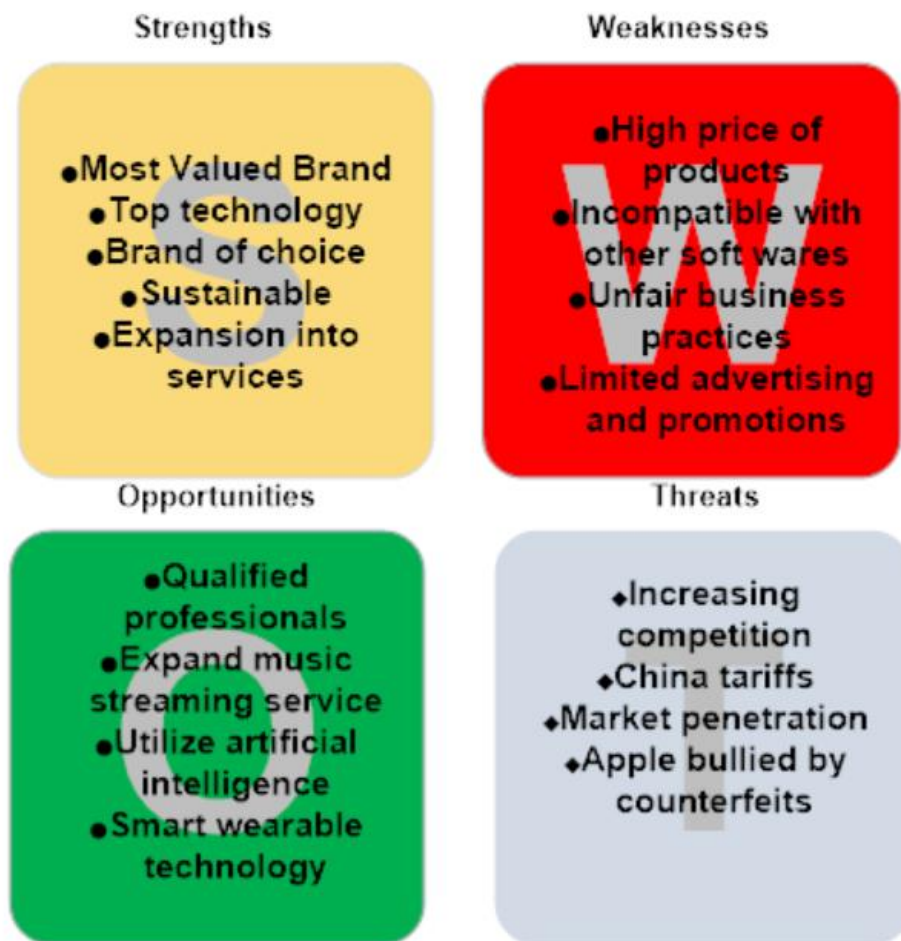 Strengths
●Most Valued Brand
●Top technology
●Brand of choice
●Sustainable
●Expansion into
services
S
Weaknesses
●High price of
products
●Incompatible with
other soft wares
●Unfair business
practices
●Limited advertising
and promotions
W
Opportunities
●Qualified
professionals
●Expand music
streaming service
●Utilize artificial
intelligence
●Smart wearable
technology
O
Threats
◆Increasing
competition
◆China tariffs
◆Market penetration
◆Apple bullied by
counterfeits
T